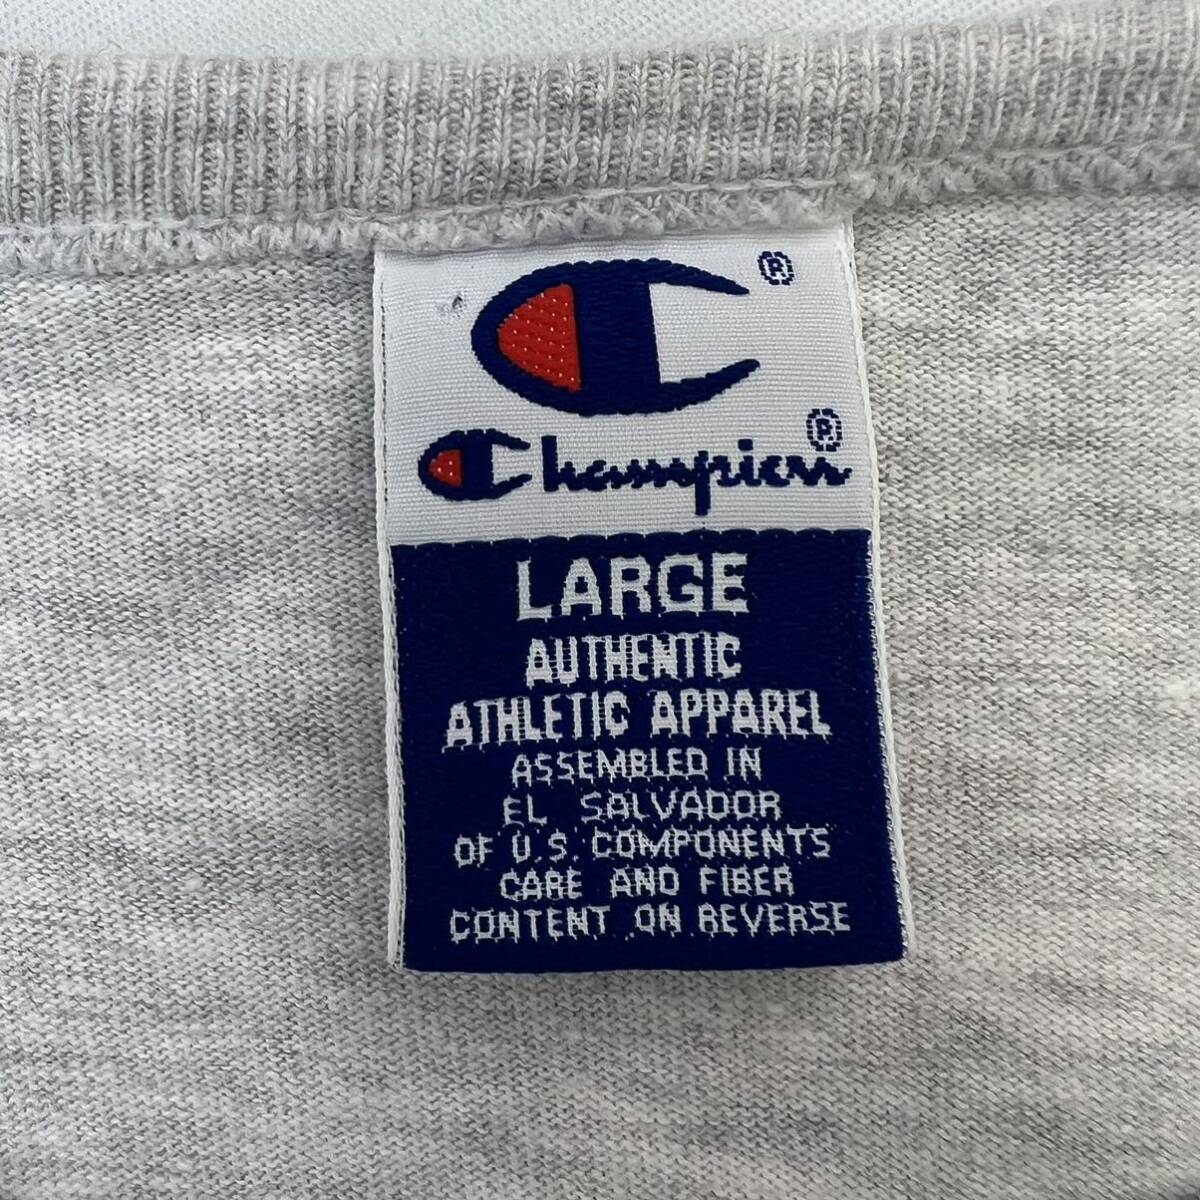 ®
Champion®
LARGE
AUTHENTIC
ATHLETIC APPAREL
ASSEMBLED IN
EL SALVADOR
OF U.S. COMPONENTS
CARE AND FIBER
CONTENT ON REVERSE